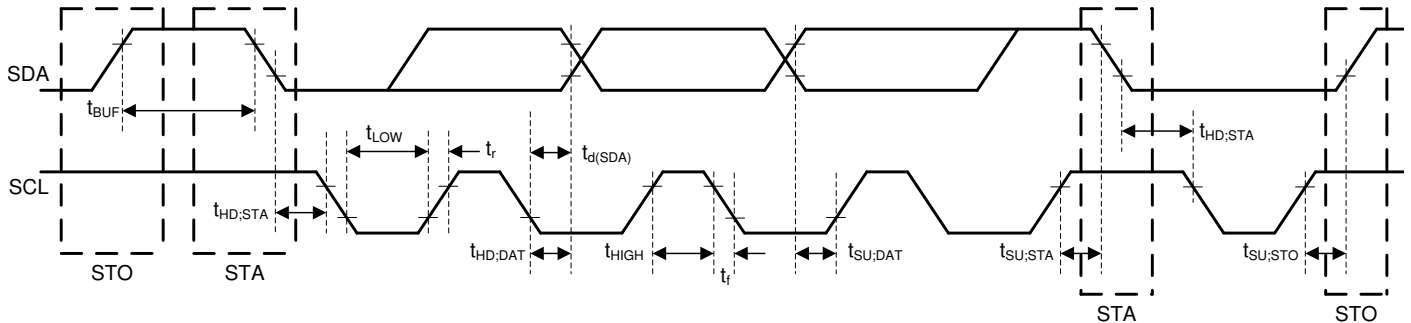 SDA
t_BUF
t_LOW
t_r
t_d(SDA)
t_HD;STA
SCL
t_HD;STA
t_HD;DAT
t_HIGH
t_f
t_SU;DAT
t_SU;STA
t_SU;STO
STO
STA
STA
STO